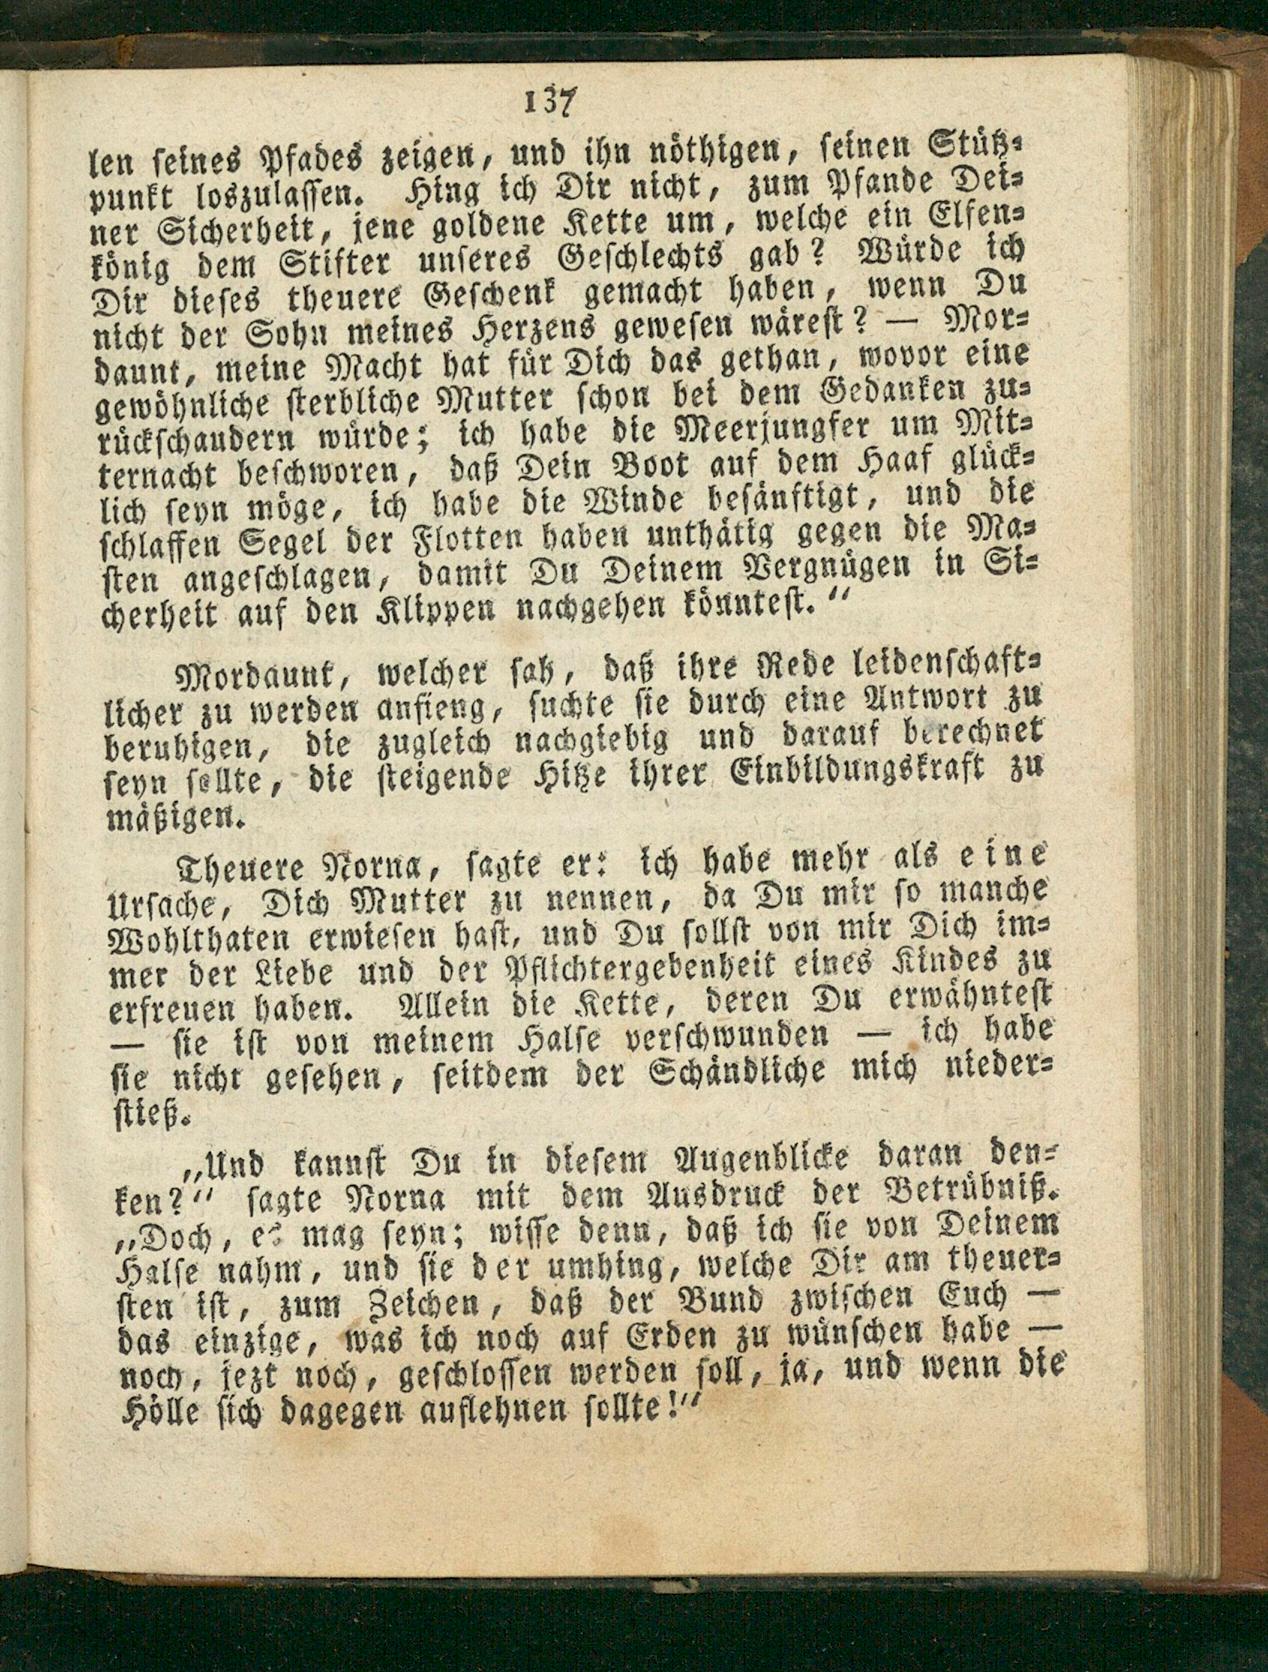 137
len seines Pfades zeigen, und ihn nöthigen, seinen Stütz-
punkt loszulassen. Hing ich Dir nicht, zum Pfande Dei-
ner Sicherheit, jene goldene Kette um, welche ein Elfen-
könig dem Stifter unseres Geschlechts gab? Würde ich
Dir dieses theuere Geschenk gemacht haben, wenn Du
nicht der Sohn meines Herzens gewesen wärest? — Mor-
daunt, meine Macht hat für Dich das gethan, wovor eine
gewöhnliche sterbliche Mutter schon bei dem Gedanken zu-
rückschaudern würde; ich habe die Meerjungfer um Mit-
ternacht beschworen, daß Dein Boot auf dem Haaf glück-
lich seyn möge, ich habe die Winde besänftigt, und die
schlaffen Segel der Flotten haben unthätig gegen die Ma-
sten angeschlagen, damit Du Deinem Vergnügen in Si-
cherheit auf den Klippen nachgehen könntest.“
Mordaunt, welcher sah, daß ihre Rede leidenschaft-
licher zu werden anfieng, suchte sie durch eine Antwort zu
beruhigen, die zugleich nachgiebig und darauf berechnet
seyn sollte, die steigende Hitze ihrer Einbildungskraft zu
mäßigen.
Theuere Norna, sagte er: ich habe mehr als eine
Ursache, Dich Mutter zu nennen, da Du mir so manche
Wohlthaten erwiesen hast, und Du sollst von mir Dich im-
mer der Liebe und der Pflichtergebenheit eines Kindes zu
erfreuen haben. Allein die Kette, deren Du erwähntest
— sie ist von meinem Halse verschwunden — ich habe
sie nicht gesehen, seitdem der Schändliche mich nieder-
stieß.
„Und kannst Du in diesem Augenblicke daran den-
ken?“ sagte Norna mit dem Ausdruck der Betrübniß.
„Doch, es mag seyn; wisse denn, daß ich sie von Deinem
Halse nahm, und sie der umhing, welche Dir am theuer-
sten ist, zum Zeichen, daß der Bund zwischen Euch —
das einzige, was ich noch auf Erden zu wünschen habe —
noch, jezt noch, geschlossen werden soll, ja, und wenn die
Hölle sich dagegen auflehnen sollte!“